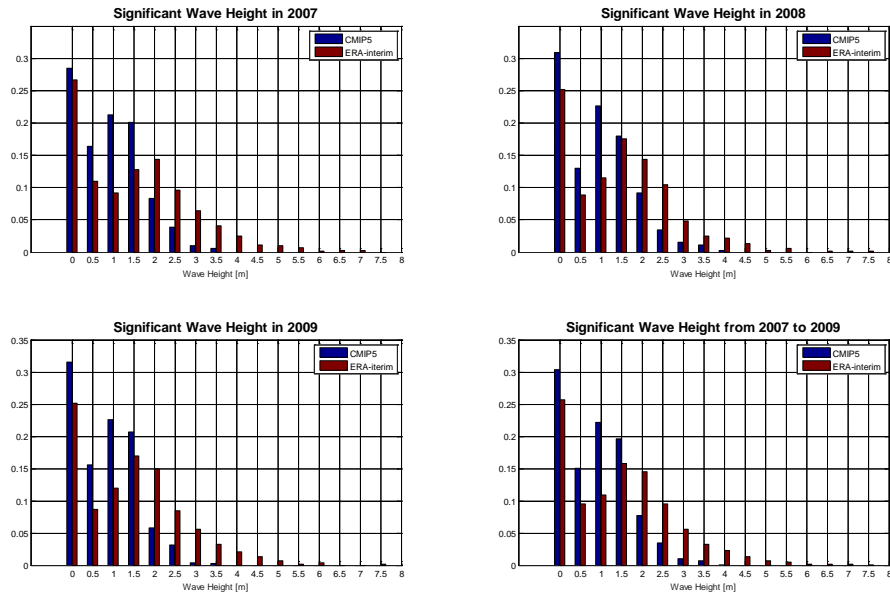 Significant Wave Height in 2007
CMIP5
ERA-interim
0.3
0.25
0.2
0.15
0.1
0.05
0
0 0.5 1 1.5 2 2.5 3 3.5 4 4.5 5 5.5 6 6.5 7 7.5 8
Wave Height [m]
Significant Wave Height in 2008
CMIP5
ERA-interim
0.3
0.25
0.2
0.15
0.1
0.05
0
0 0.5 1 1.5 2 2.5 3 3.5 4 4.5 5 5.5 6 6.5 7 7.5 8
Wave Height [m]
Significant Wave Height in 2009
CMIP5
ERA-iterim
0.35
0.3
0.25
0.2
0.15
0.1
0.05
0
0 0.5 1 1.5 2 2.5 3 3.5 4 4.5 5 5.5 6 6.5 7 7.5 8
Wave Height [m]
Significant Wave Height from 2007 to 2009
CMIP5
ERA-interim
0.35
0.3
0.25
0.2
0.15
0.1
0.05
0
0 0.5 1 1.5 2 2.5 3 3.5 4 4.5 5 5.5 6 6.5 7 7.5 8
Wave Height [m]